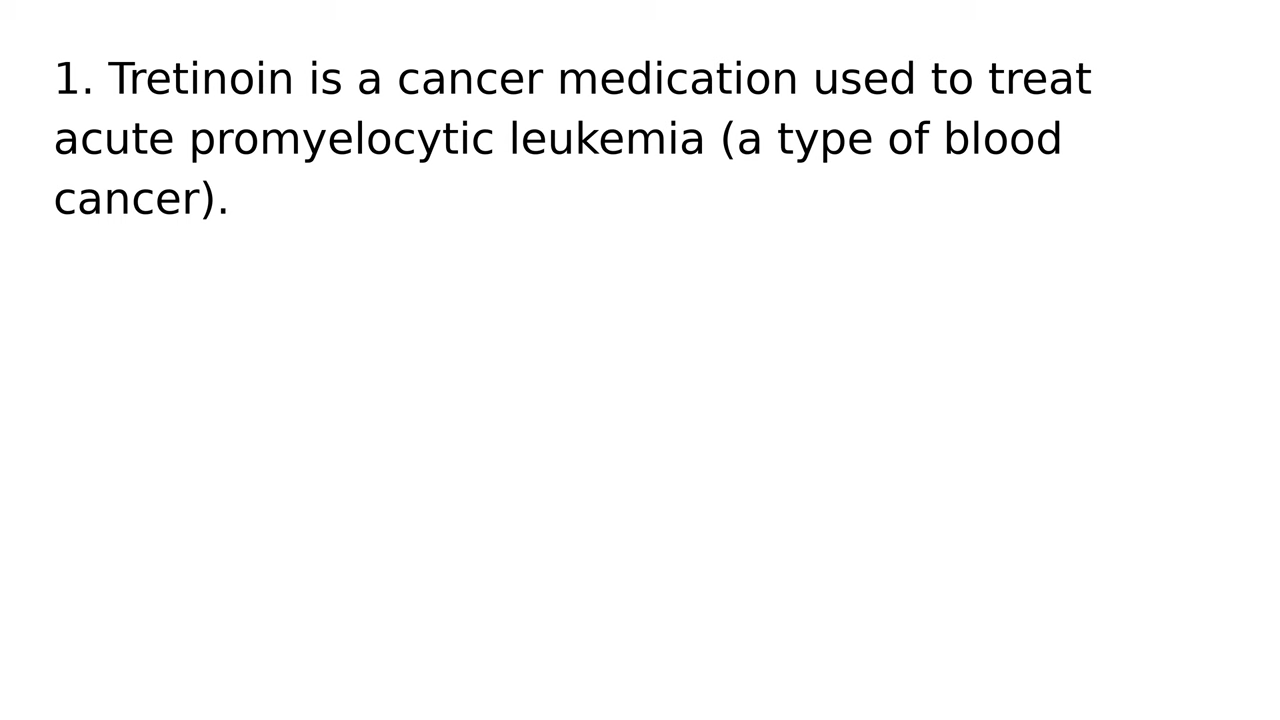 1. Tretinoin is a cancer medication used to treat
acute promyelocytic leukemia (a type of blood
cancer).